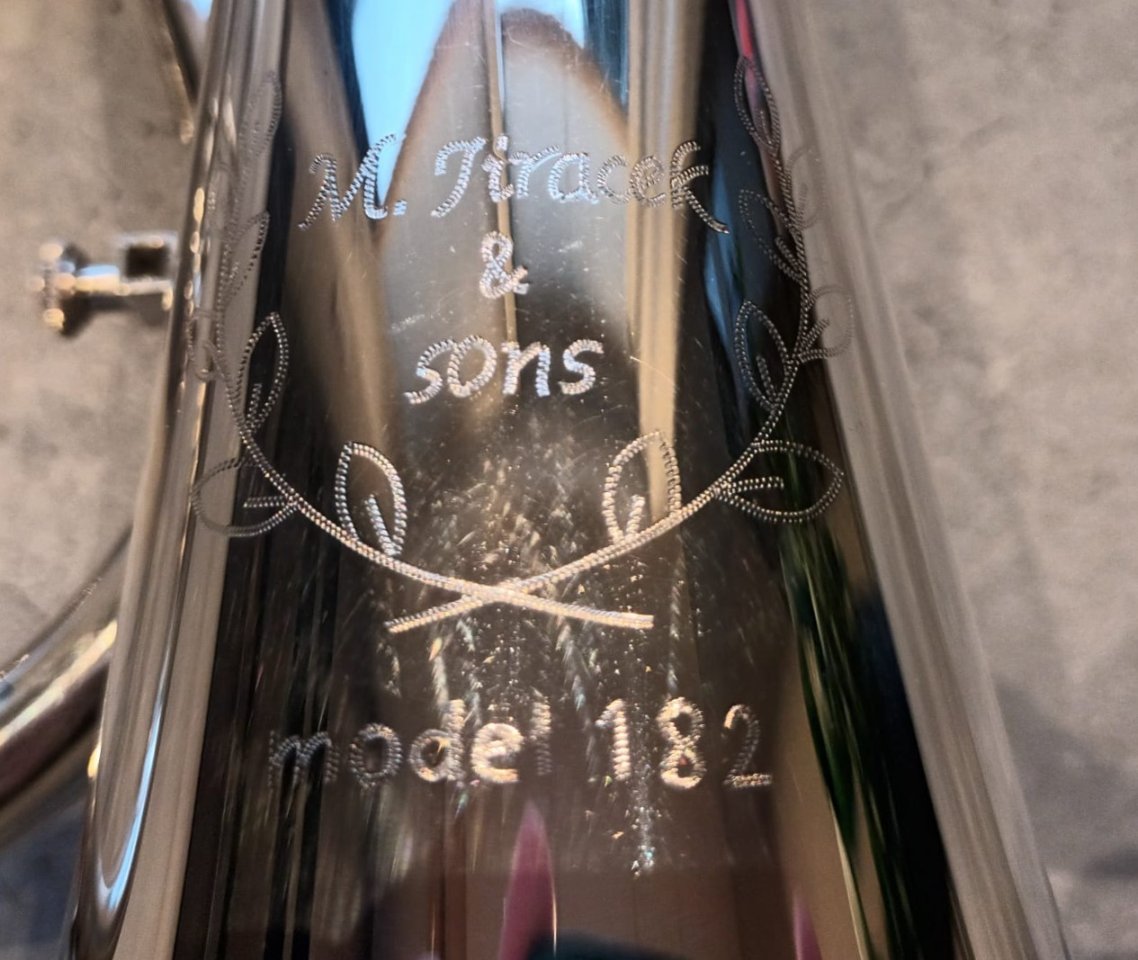 M. Jiracek
&
sons
model 182